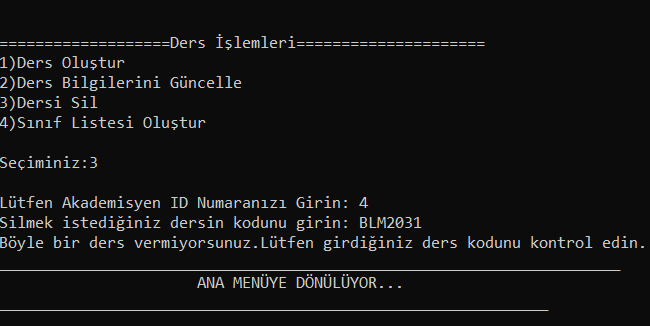 ===================Ders İşlemleri=====================
1)Ders Oluştur
2)Ders Bilgilerini Güncelle
3)Dersi Sil
4)Sınıf Listesi Oluştur
Seçiminiz:3
Lütfen Akademisyen ID Numaranızı Girin: 4
Silmek istediğiniz dersin kodunu girin: BLM2031
Böyle bir ders vermiyorsunuz.Lütfen girdiğiniz ders kodunu kontrol edin.
_____________________________________________________________________
ANA MENÜYE DÖNÜLÜYOR...
_____________________________________________________________